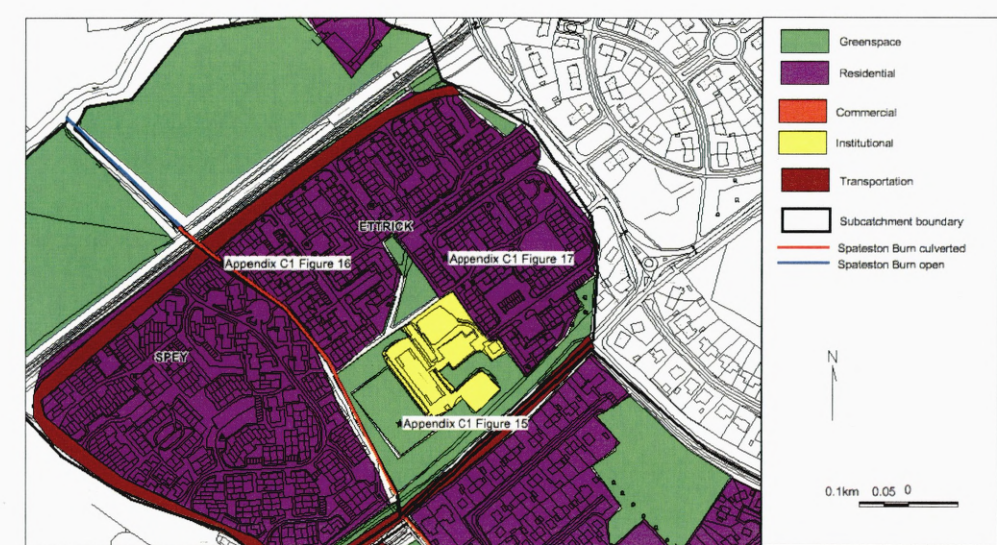 ETTRICK
Appendix C1 Figure 16
Appendix C1 Figure 17
SPEY
Appendix C1 Figure 15
Greenspace
Residential
Commercial
Institutional
Transportation
Subcatchment boundary
Spateston Burn culverted
Spateston Burn open
N
0.1km 0.05 0